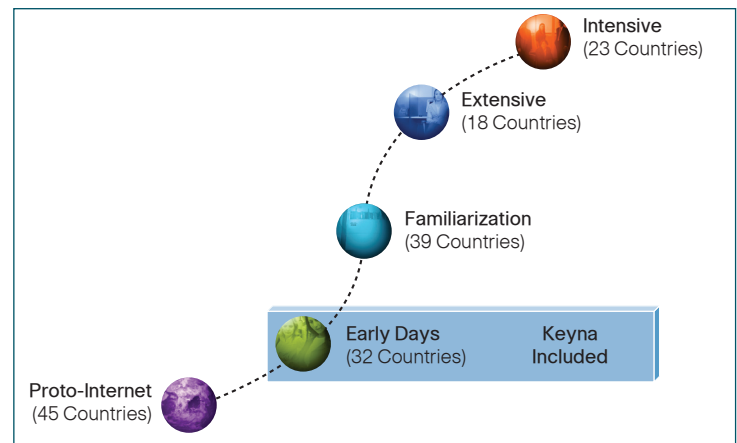 Intensive
(23 Countries)
Extensive
(18 Countries)
Familiarization
(39 Countries)
Early Days
(32 Countries)
Keyna
Included
Proto-Internet
(45 Countries)